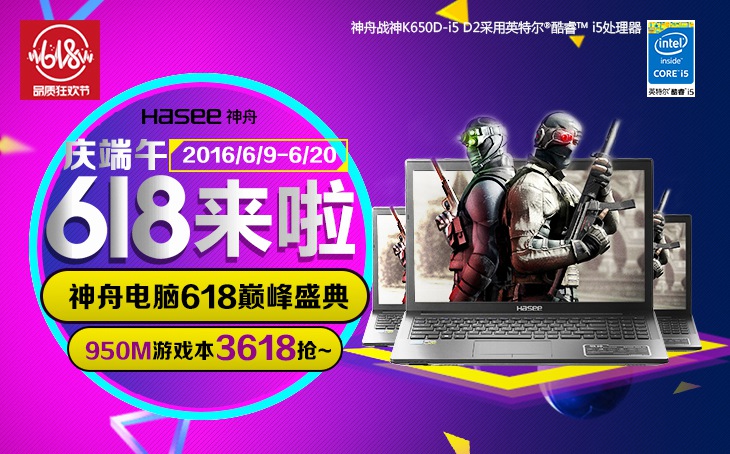 神舟战神K650D-i5 D2采用英特尔®酷睿™ i5处理器
618
品质狂欢节
intel
inside™
CORE™ i5
英特尔®酷睿™ i5
Hasee 神舟
庆端午 2016/6/9-6/20
618来啦
神舟电脑618巅峰盛典
950M游戏本3618抢~
Hasee